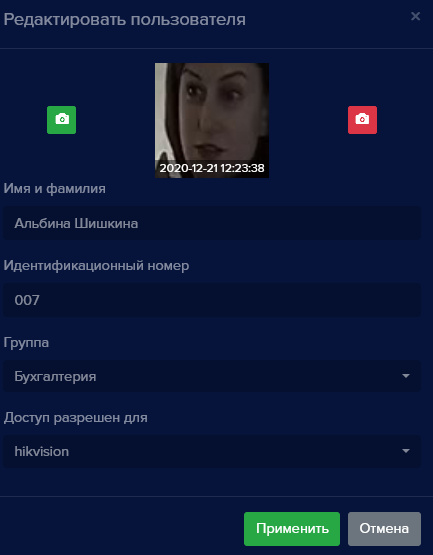 Редактировать пользователя
×
2020-12-21 12:23:38
Имя и фамилия
Альбина Шишкина
Идентификационный номер
007
Группа
Бухгалтерия
Доступ разрешен для
hikvision
Применить
Отмена